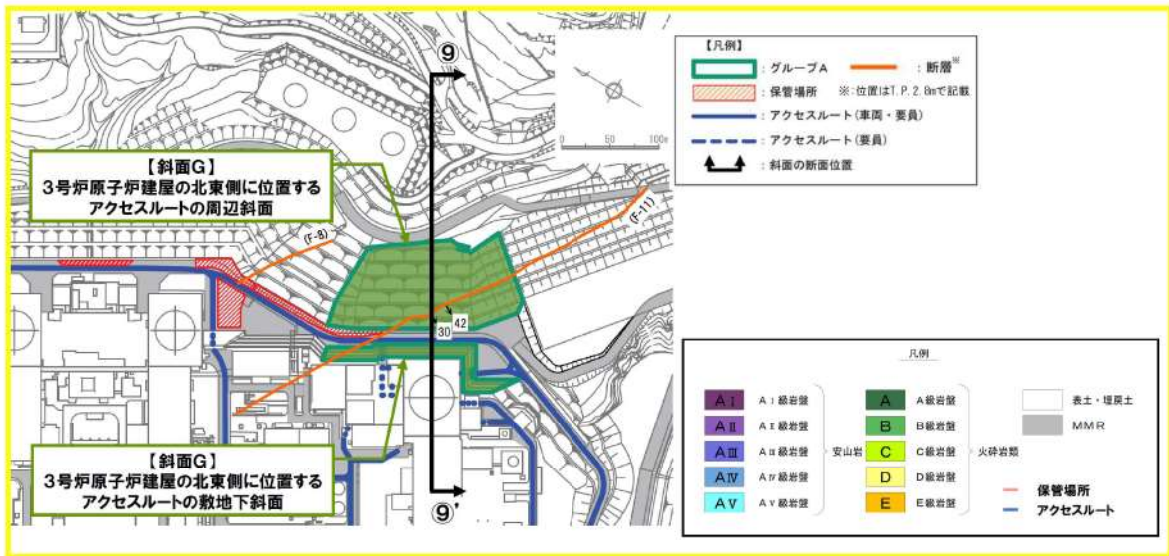 ⑨
【斜面G】
3号炉原子炉建屋の北東側に位置する
アクセスルートの周辺斜面
(F-8)
(F-11)
42
30
【斜面G】
3号炉原子炉建屋の北東側に位置する
アクセスルートの敷地下斜面
⑨'
0 50 100m
【凡例】
：グループA ：断層※
：保管場所 ※：位置はT.P.2.8mで記載
：アクセスルート(車両・要員)
：アクセスルート(要員)
：斜面の断面位置
凡例
AⅠ AⅠ級岩盤 A A級岩盤 表土・埋戻土
AⅡ AⅡ級岩盤 B B級岩盤 MMR
AⅢ AⅢ級岩盤 安山岩 C C級岩盤 火砕岩類
AⅣ AⅣ級岩盤 D D級岩盤 保管場所
AⅤ AⅤ級岩盤 E E級岩盤 アクセスルート